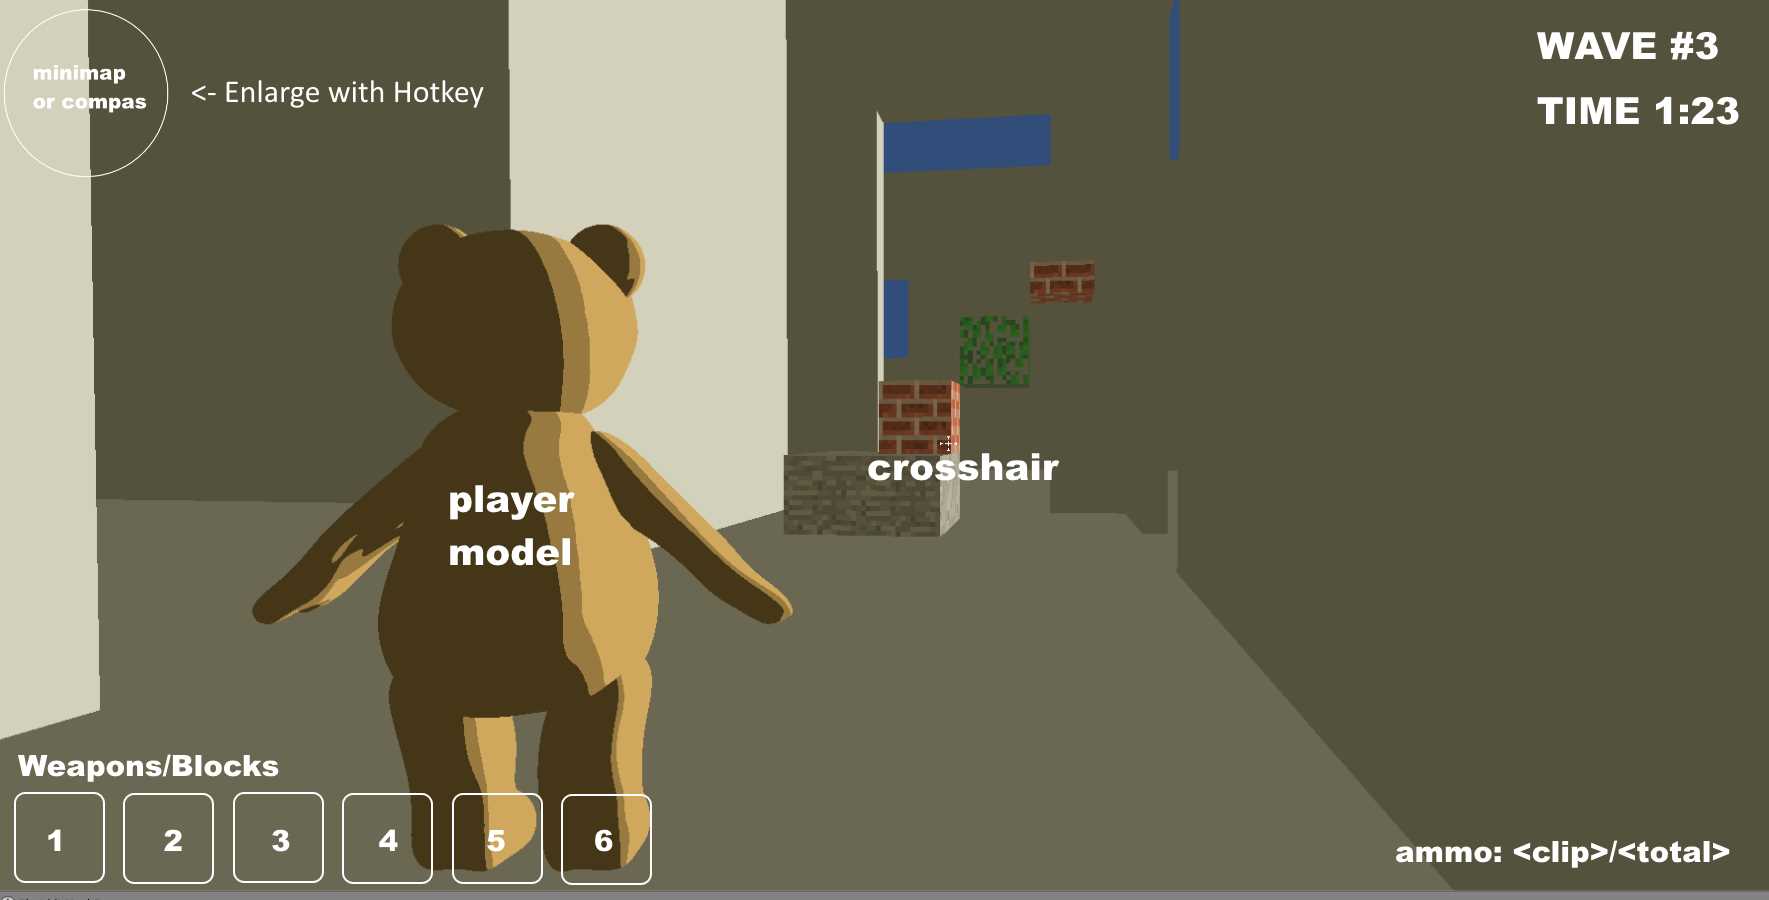 minimap
or compas
<- Enlarge with Hotkey
WAVE #3
TIME 1:23
crosshair
player
model
Weapons/Blocks
1 2 3 4 5 6
ammo: <clip>/<total>